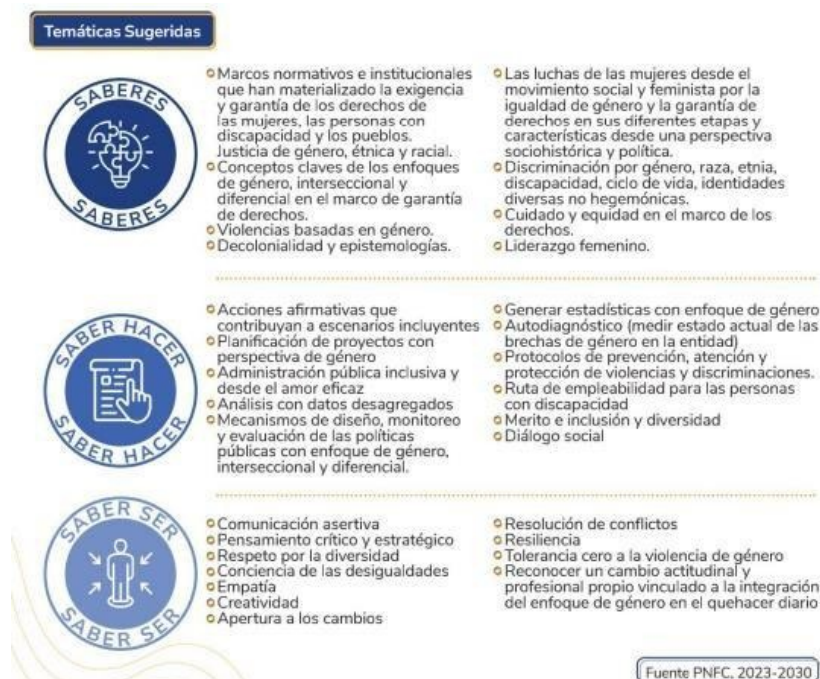 Temáticas Sugeridas
SABERES
SABERES
Marcos normativos e institucionales
que han materializado la exigencia
y garantía de los derechos de
las mujeres, las personas con
discapacidad y los pueblos.
Justicia de género, étnica y racial.
Conceptos claves de los enfoques
de género, interseccional y
diferencial en el marco de garantía
de derechos.
Violencias basadas en género.
Decolonialidad y epistemologías.
Las luchas de las mujeres desde el
movimiento social y feminista por la
igualdad de género y la garantía de
derechos en sus diferentes etapas y
características desde una perspectiva
sociohistórica y política.
Discriminación por género, raza, etnia,
discapacidad, ciclo de vida, identidades
diversas no hegemónicas.
Cuidado y equidad en el marco de los
derechos.
Liderazgo femenino.
SABER HACER
SABER HACER
Acciones afirmativas que
contribuyan a escenarios incluyentes
Planificación de proyectos con
perspectiva de género
Administración pública inclusiva y
desde el amor eficaz
Análisis con datos desagregados
Mecanismos de diseño, monitoreo
y evaluación de las políticas
públicas con enfoque de género,
interseccional y diferencial.
Generar estadísticas con enfoque de género
Autodiagnóstico (medir estado actual de las
brechas de género en la entidad)
Protocolos de prevención, atención y
protección de violencias y discriminaciones.
Ruta de empleabilidad para las personas
con discapacidad
Merito e inclusión y diversidad
Diálogo social
SABER SER
SABER SER
Comunicación asertiva
Pensamiento crítico y estratégico
Respeto por la diversidad
Conciencia de las desigualdades
Empatía
Creatividad
Apertura a los cambios
Resolución de conflictos
Resiliencia
Tolerancia cero a la violencia de género
Reconocer un cambio actitudinal y
profesional propio vinculado a la integración
del enfoque de género en el quehacer diario
Fuente PNFC, 2023-2030